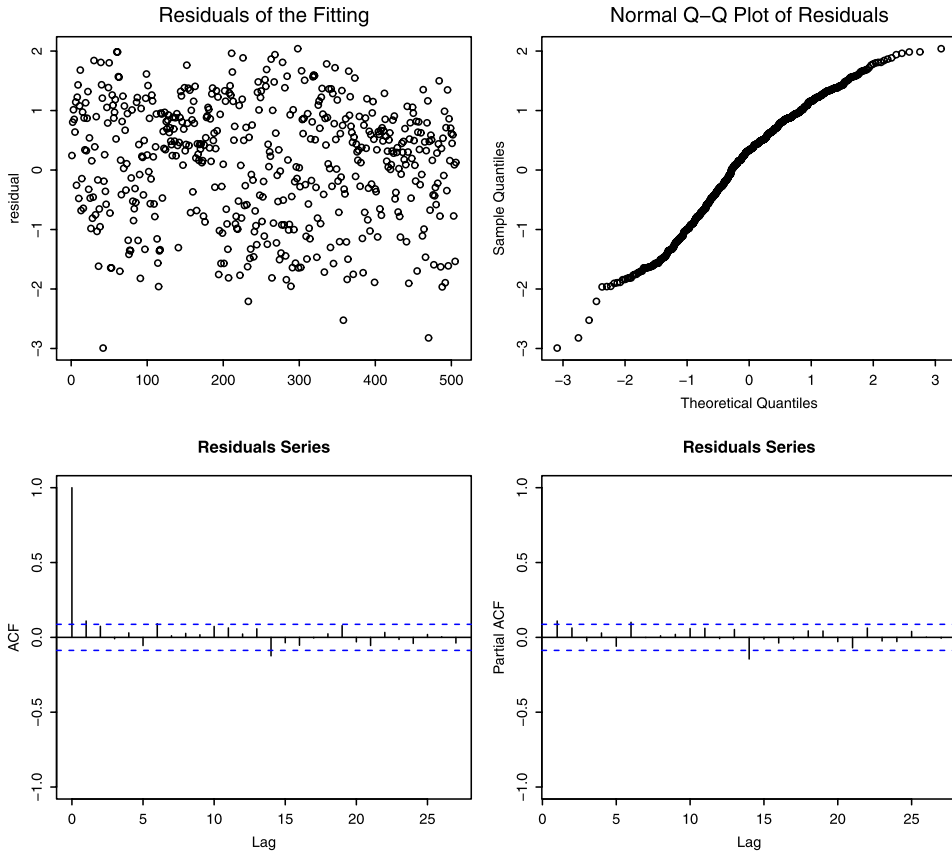 Residuals of the Fitting
2
1
0
−1
−2
−3
residual
0 100 200 300 400 500
Normal Q−Q Plot of Residuals
2
1
0
−1
−2
−3
Sample Quantiles
−3 −2 −1 0 1 2 3
Theoretical Quantiles
Residuals Series
1.0
0.5
0.0
−0.5
−1.0
ACF
0 5 10 15 20 25
Lag
Residuals Series
1.0
0.5
0.0
−0.5
−1.0
Partial ACF
0 5 10 15 20 25
Lag